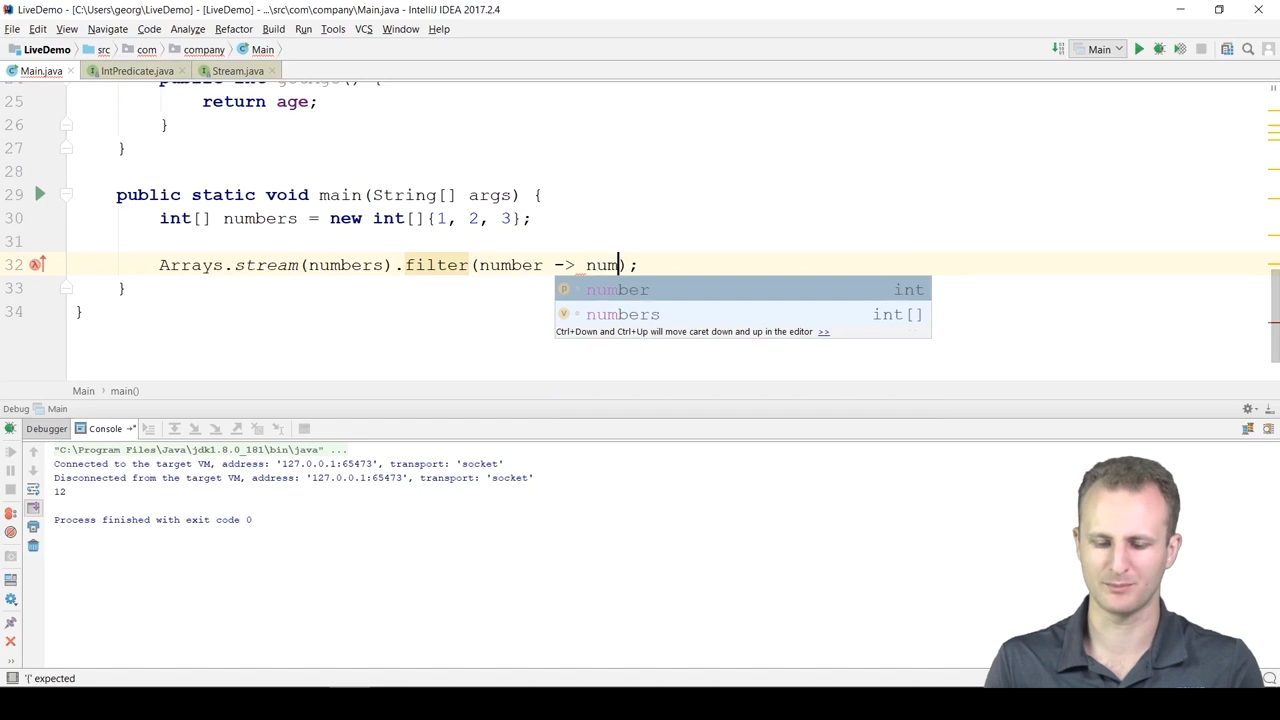 LiveDemo - [C:\Users\georg\LiveDemo] - [LiveDemo] - ...\src\com\company\Main.java - IntelliJ IDEA 2017.2.4
File Edit View Navigate Code Analyze Refactor Build Run Tools VCS Window Help
LiveDemo src com company Main Main
Main.java IntPredicate.java Stream.java
25 return age;
26 }
27 }
28
29 public static void main(String[] args) {
30 int[] numbers = new int[]{1, 2, 3};
31
32 Arrays.stream(numbers).filter(number -> num);
33 }
number int
34 }
numbers int[]
Ctrl+Down and Ctrl+Up will move caret down and up in the editor >>
Main › main()
Debug Main
Debugger Console
"C:\Program Files\Java\jdk1.8.0_181\bin\java" ...
Connected to the target VM, address: '127.0.0.1:65473', transport: 'socket'
Disconnected from the target VM, address: '127.0.0.1:65473', transport: 'socket'
12
Process finished with exit code 0
'{' expected